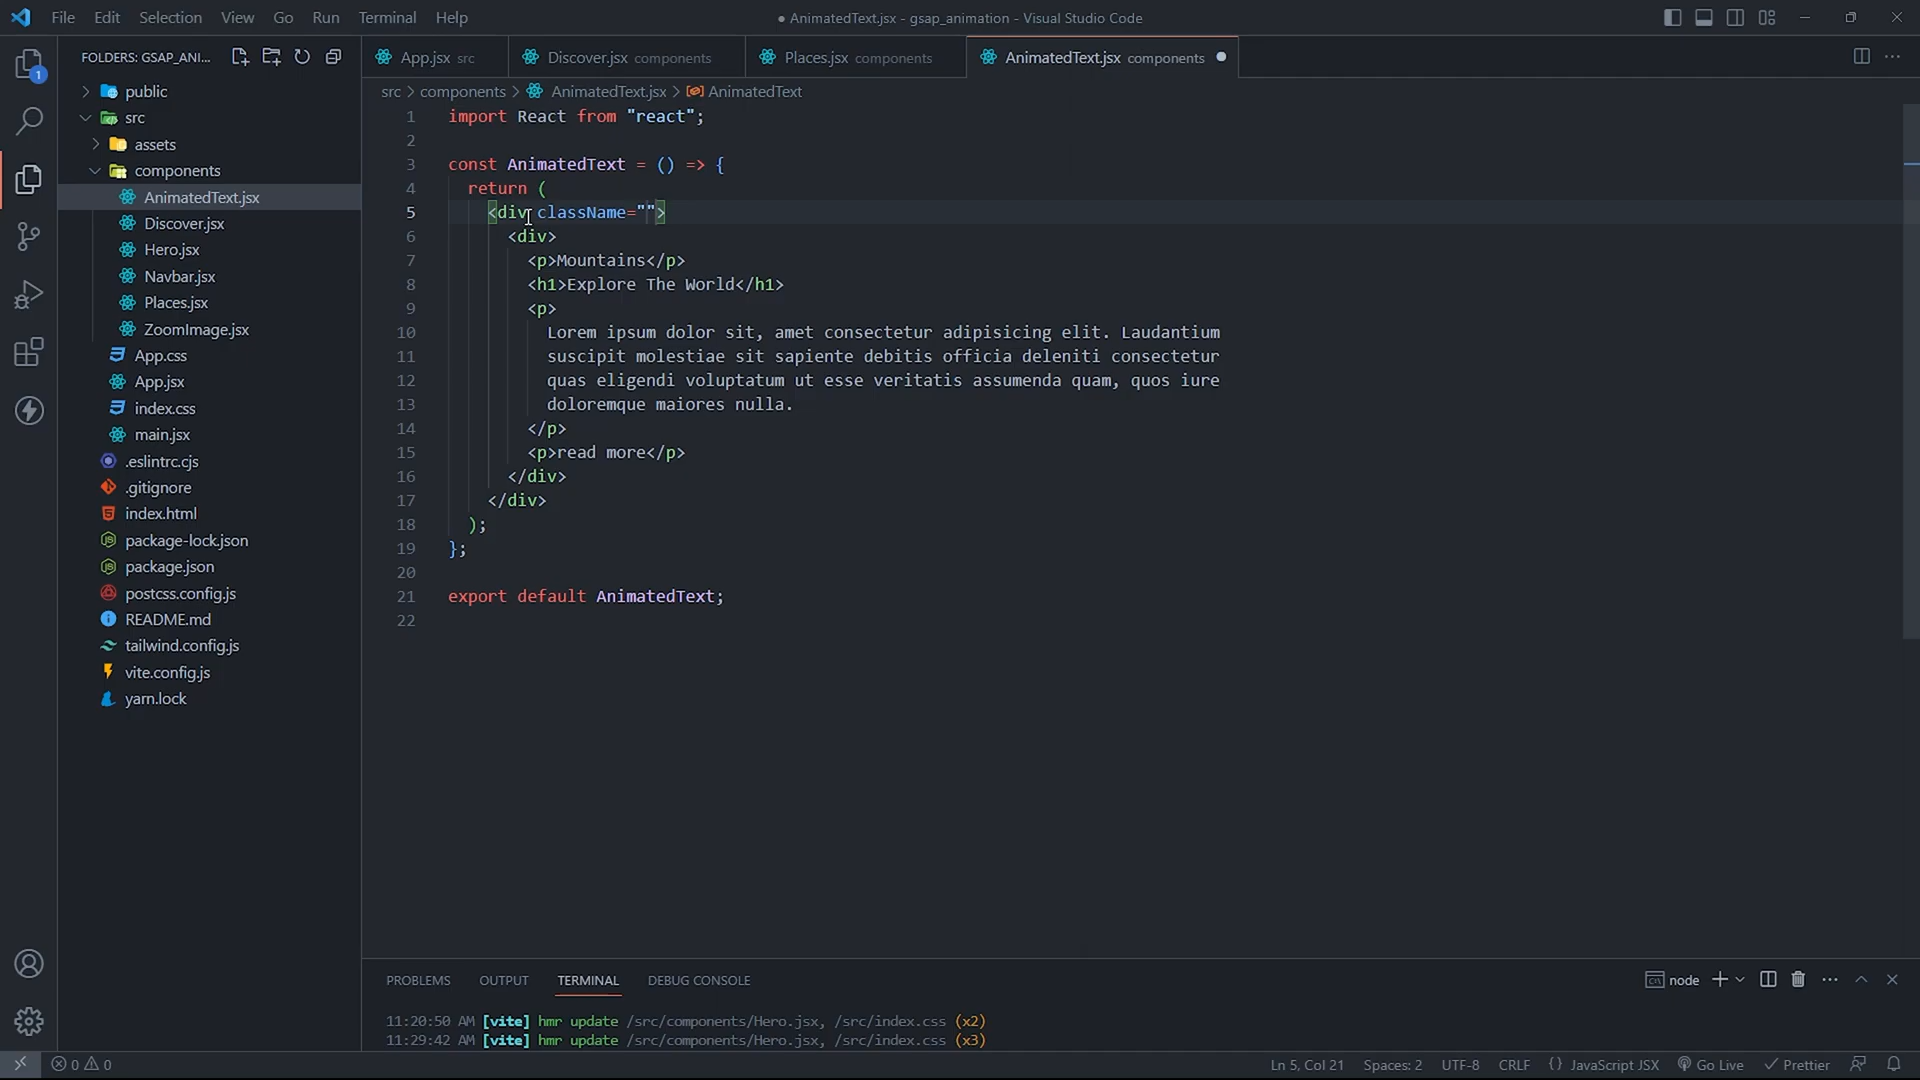 File Edit Selection View Go Run Terminal Help
● AnimatedText.jsx - gsap_animation - Visual Studio Code
FOLDERS: GSAP_ANI...
1
public
src
assets
components
AnimatedText.jsx
Discover.jsx
Hero.jsx
Navbar.jsx
Places.jsx
ZoomImage.jsx
App.css
App.jsx
index.css
main.jsx
.eslintrc.cjs
.gitignore
index.html
package-lock.json
package.json
postcss.config.js
README.md
tailwind.config.js
vite.config.js
yarn.lock
App.jsx src Discover.jsx components Places.jsx components AnimatedText.jsx components
src > components > AnimatedText.jsx > AnimatedText
1 import React from "react";
2
3 const AnimatedText = () => {
4 return (
5 <div className="">
6 <div>
7 <p>Mountains</p>
8 <h1>Explore The World</h1>
9 <p>
10 Lorem ipsum dolor sit, amet consectetur adipisicing elit. Laudantium
11 suscipit molestiae sit sapiente debitis officia deleniti consectetur
12 quas eligendi voluptatum ut esse veritatis assumenda quam, quos iure
13 doloremque maiores nulla.
14 </p>
15 <p>read more</p>
16 </div>
17 </div>
18 );
19 };
20
21 export default AnimatedText;
22
PROBLEMS OUTPUT TERMINAL DEBUG CONSOLE
node
11:20:50 AM [vite] hmr update /src/components/Hero.jsx, /src/index.css (x2)
11:29:42 AM [vite] hmr update /src/components/Hero.jsx, /src/index.css (x3)
0 0
Ln 5, Col 21 Spaces: 2 UTF-8 CRLF {} JavaScript JSX Go Live Prettier